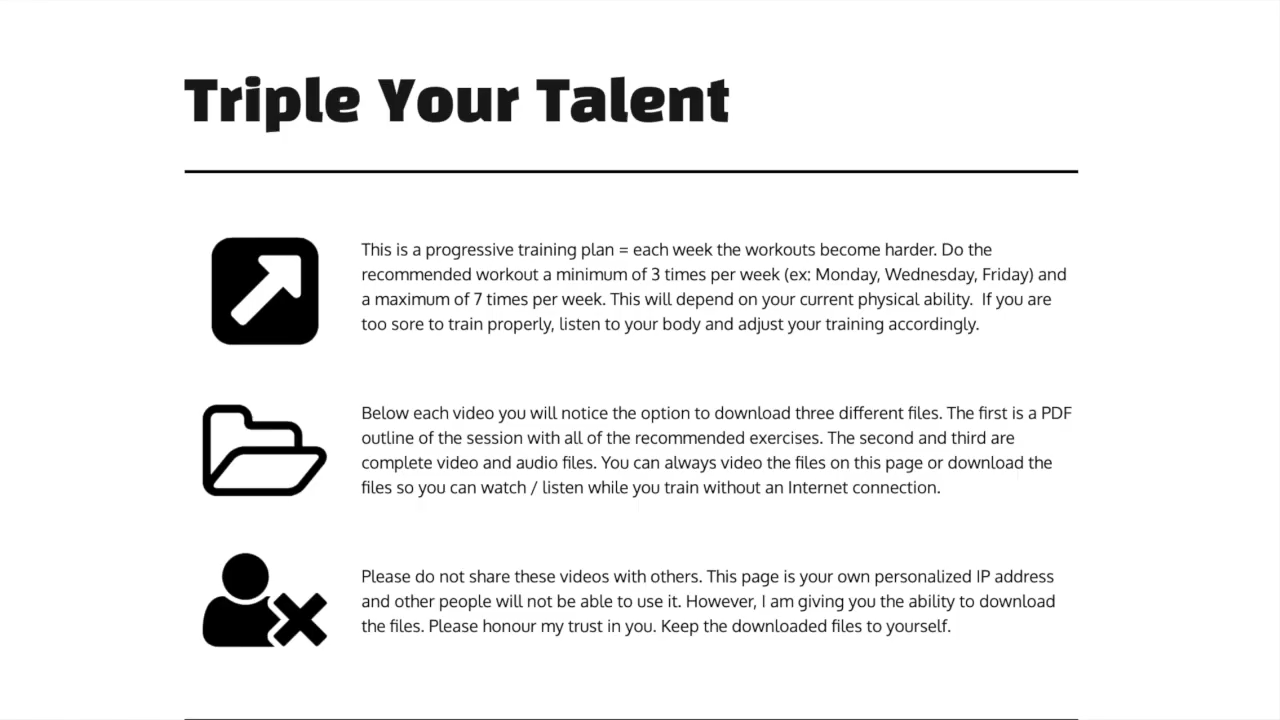 Triple Your Talent
This is a progressive training plan = each week the workouts become harder. Do the
recommended workout a minimum of 3 times per week (ex: Monday, Wednesday, Friday) and
a maximum of 7 times per week. This will depend on your current physical ability.  If you are
too sore to train properly, listen to your body and adjust your training accordingly.
Below each video you will notice the option to download three different files. The first is a PDF
outline of the session with all of the recommended exercises. The second and third are
complete video and audio files. You can always video the files on this page or download the
files so you can watch / listen while you train without an Internet connection.
Please do not share these videos with others. This page is your own personalized IP address
and other people will not be able to use it. However, I am giving you the ability to download
the files. Please honour my trust in you. Keep the downloaded files to yourself.